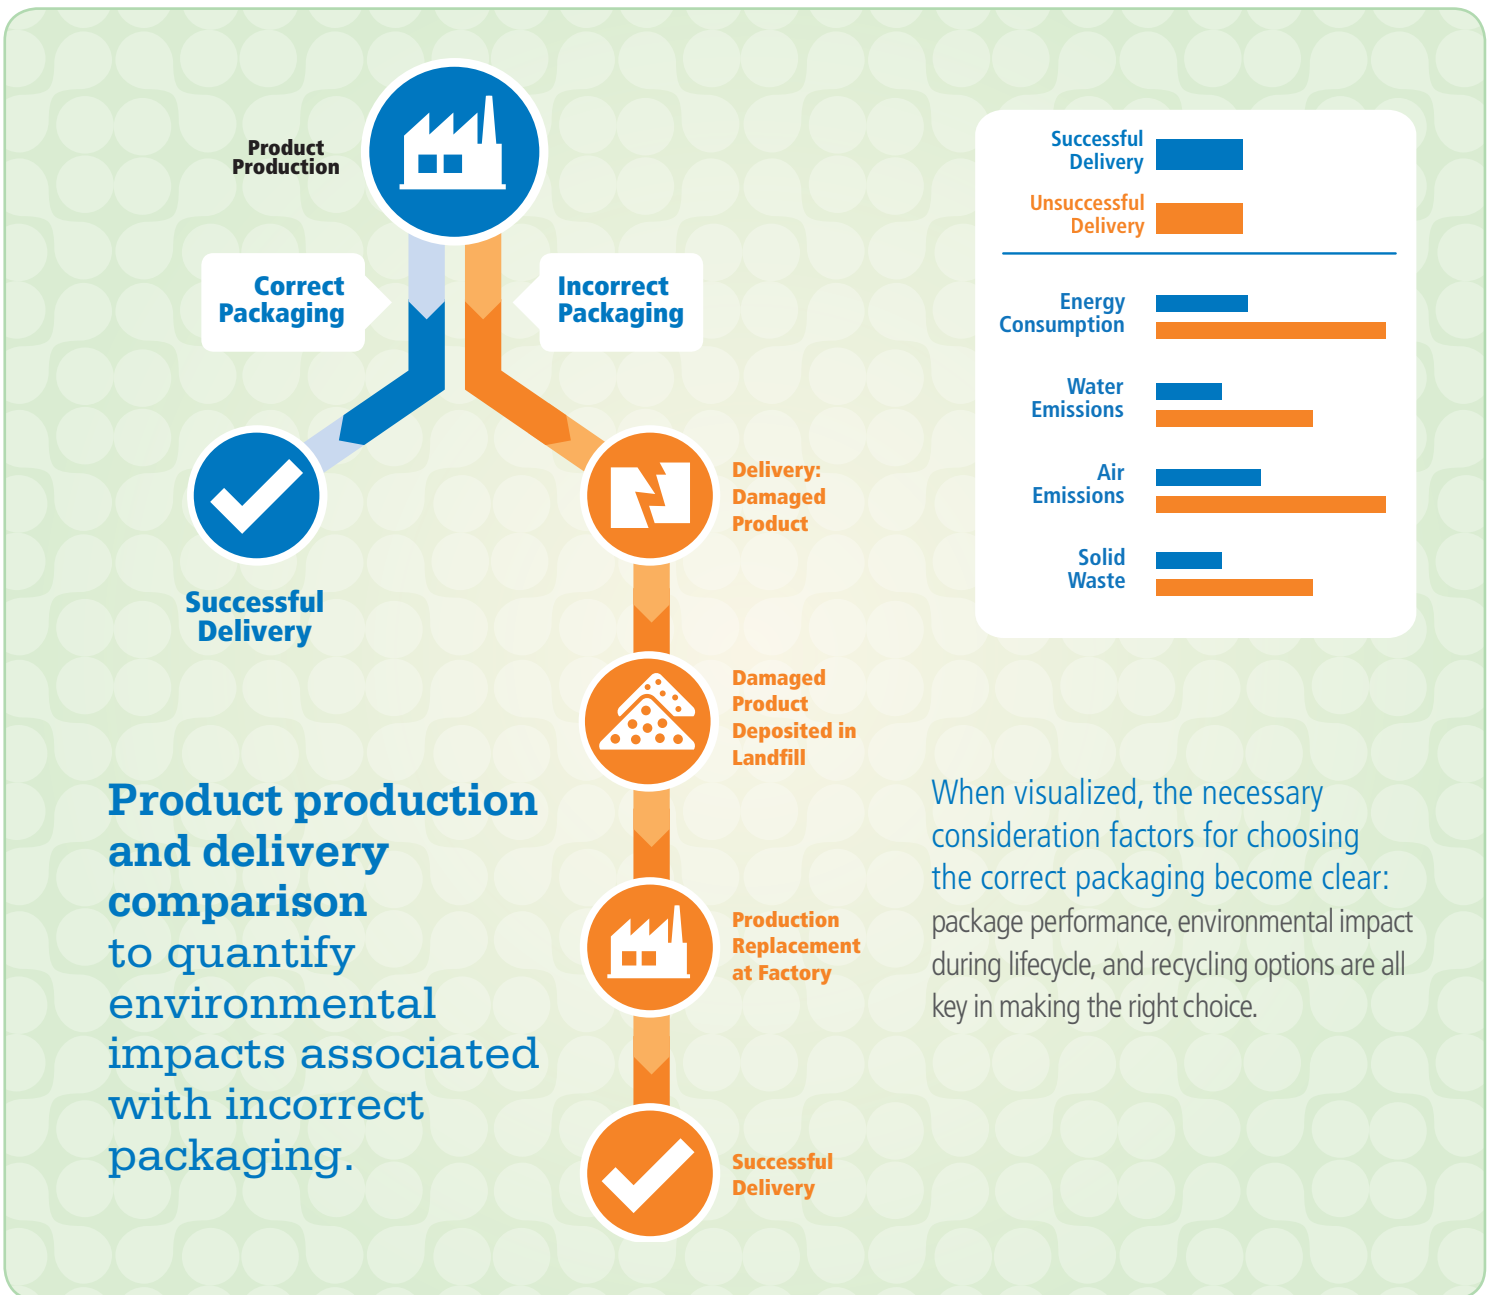 Product
Production
Correct
Packaging
Incorrect
Packaging
Successful
Delivery
Delivery:
Damaged
Product
Damaged
Product
Deposited in
Landfill
Production
Replacement
at Factory
Successful
Delivery
Product production
and delivery
comparison
to quantify
environmental
impacts associated
with incorrect
packaging.
Successful
Delivery
Unsuccessful
Delivery
Energy
Consumption
Water
Emissions
Air
Emissions
Solid
Waste
When visualized, the necessary
consideration factors for choosing
the correct packaging become clear:
package performance, environmental impact
during lifecycle, and recycling options are all
key in making the right choice.